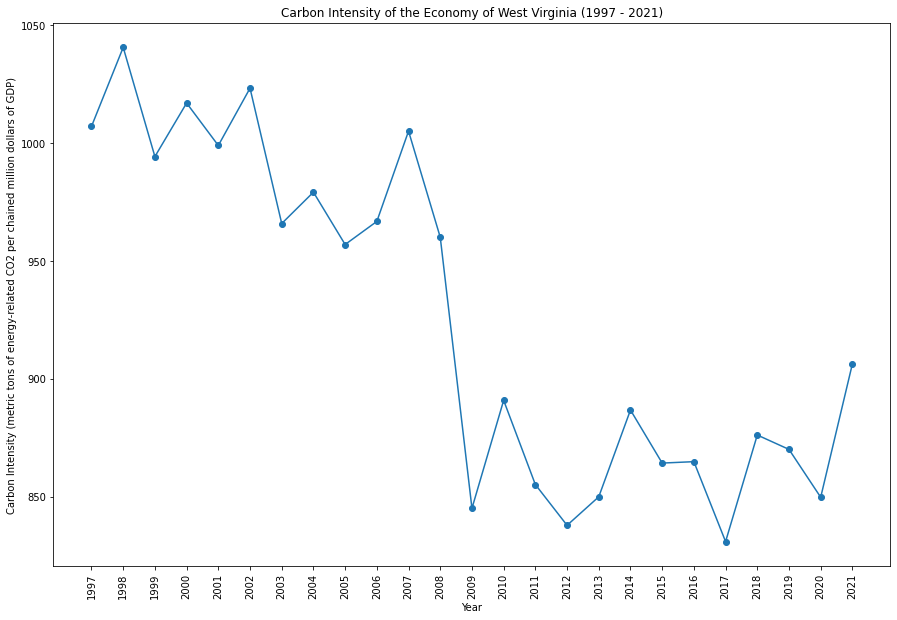 Carbon Intensity of the Economy of West Virginia (1997 - 2021)
Carbon Intensity (metric tons of energy-related CO2 per chained million dollars of GDP)
1050
1000
950
900
850
1997 1998 1999 2000 2001 2002 2003 2004 2005 2006 2007 2008 2009 2010 2011 2012 2013 2014 2015 2016 2017 2018 2019 2020 2021
Year